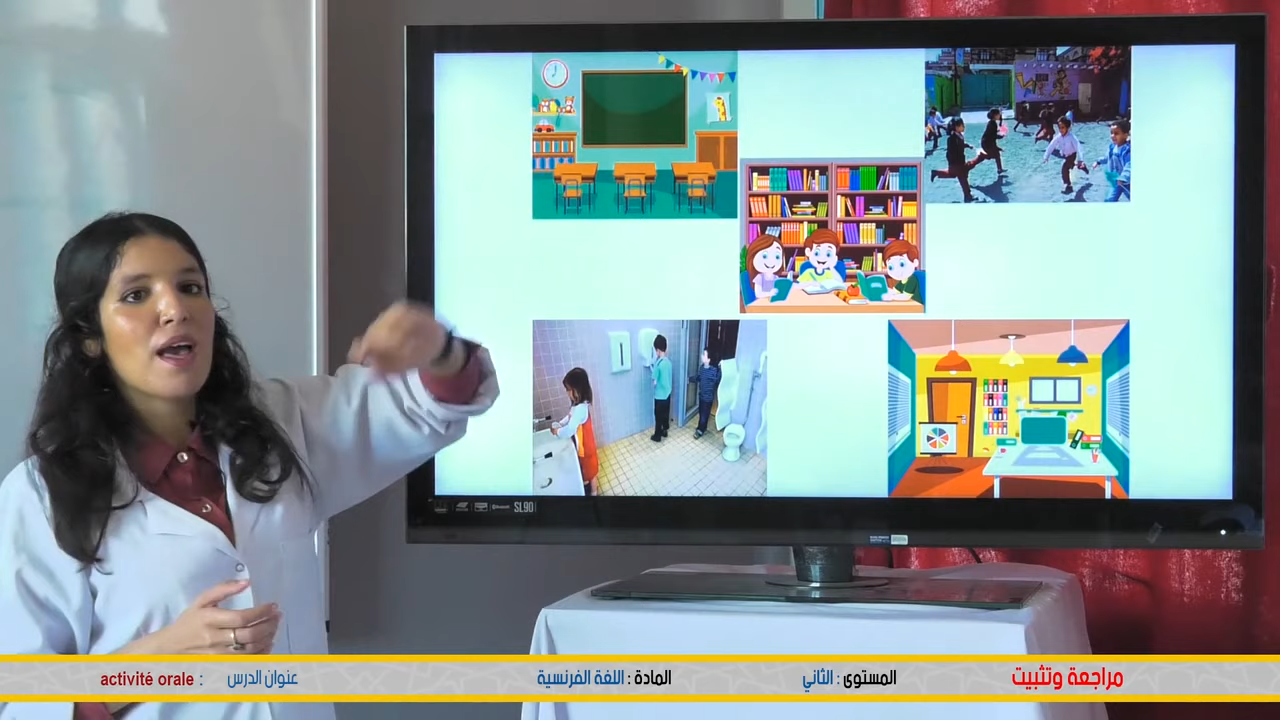 SL90
مراجعة وتثبيت
المستوى : الثاني
المادة : اللغة الفرنسية
عنوان الدرس : activité orale